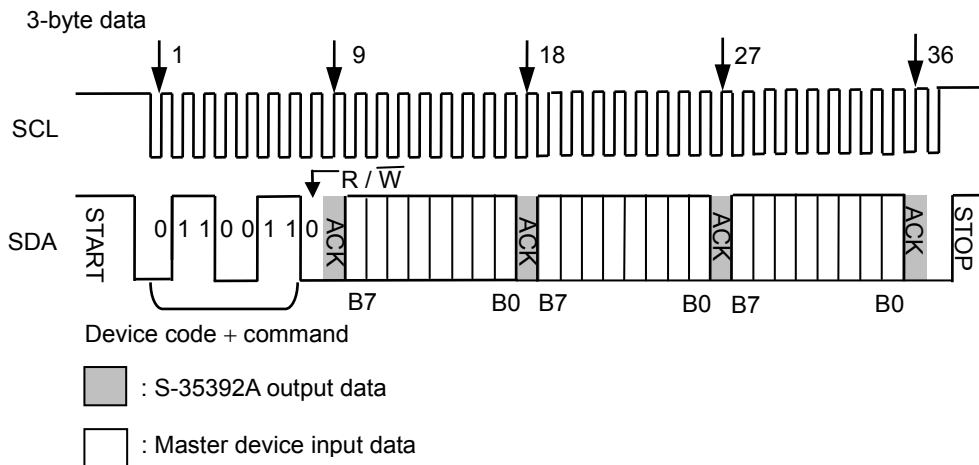 3-byte data
1 9 18 27 36
SCL
R / W
SDA START 0 1 1 0 0 1 1 0 ACK ACK ACK ACK STOP
B7 B0 B7 B0 B7 B0
Device code + command
: S-35392A output data
: Master device input data